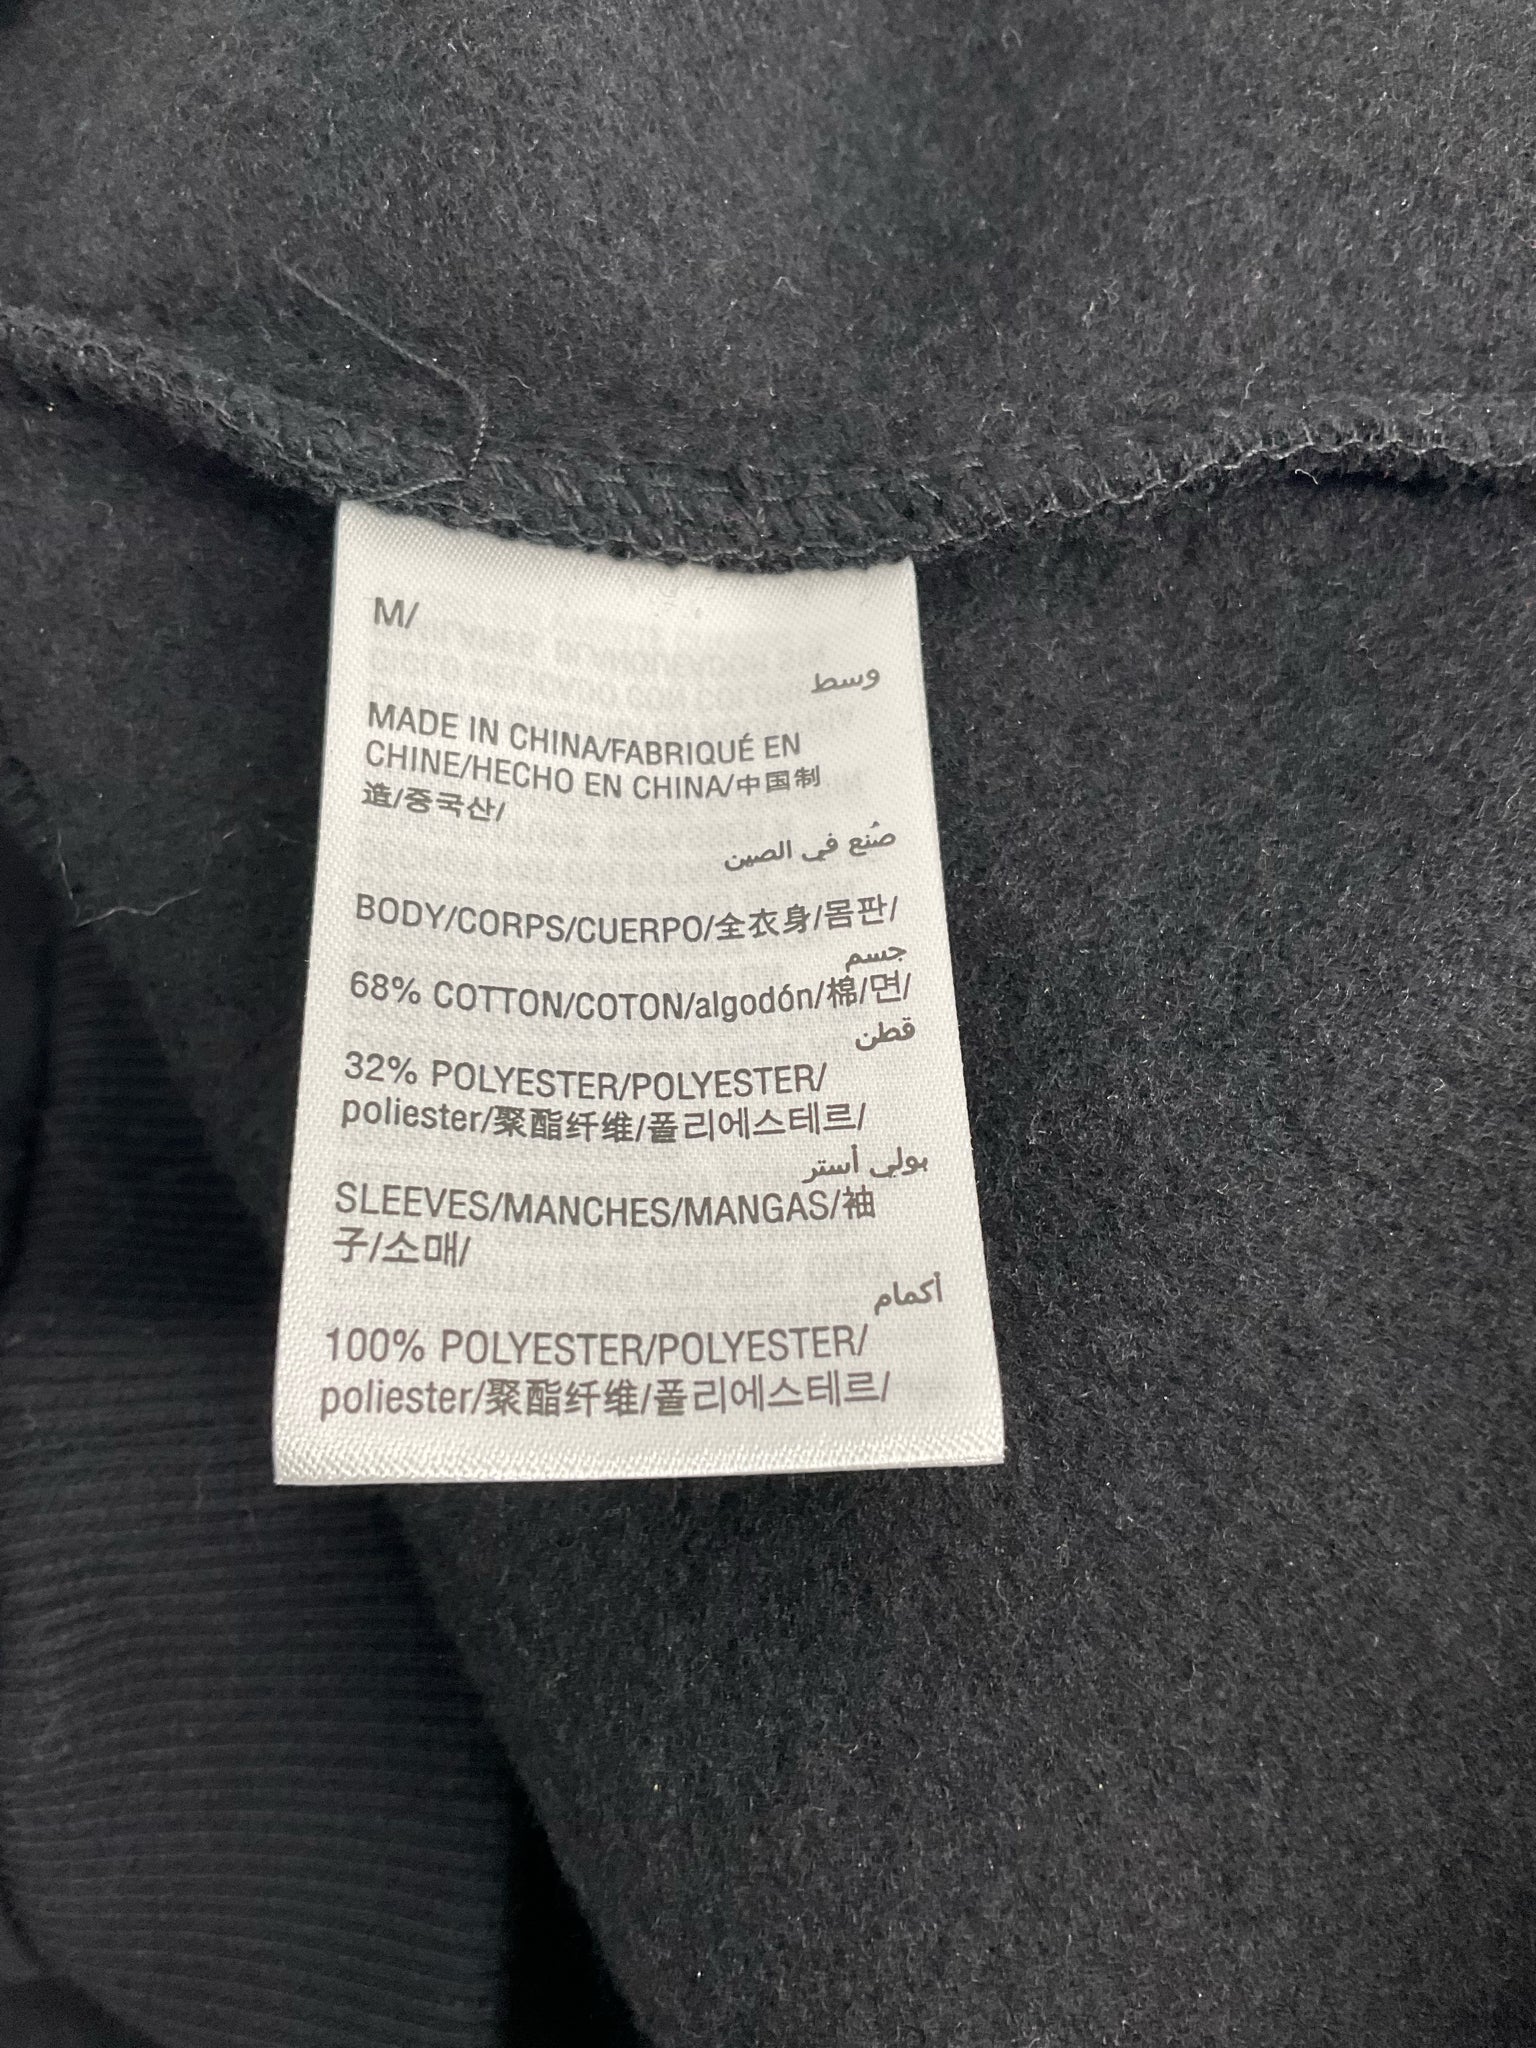 M/
وسط
MADE IN CHINA/FABRIQUÉ EN
CHINE/HECHO EN CHINA/中国制
造/중국산/
صُنع في الصين
BODY/CORPS/CUERPO/全衣身/몸판/
جسم
68% COTTON/COTON/algodón/棉/면/
قطن
32% POLYESTER/POLYESTER/
poliester/聚酯纤维/폴리에스테르/
بولي أستر
SLEEVES/MANCHES/MANGAS/袖
子/소매/
أكمام
100% POLYESTER/POLYESTER/
poliester/聚酯纤维/폴리에스테르/